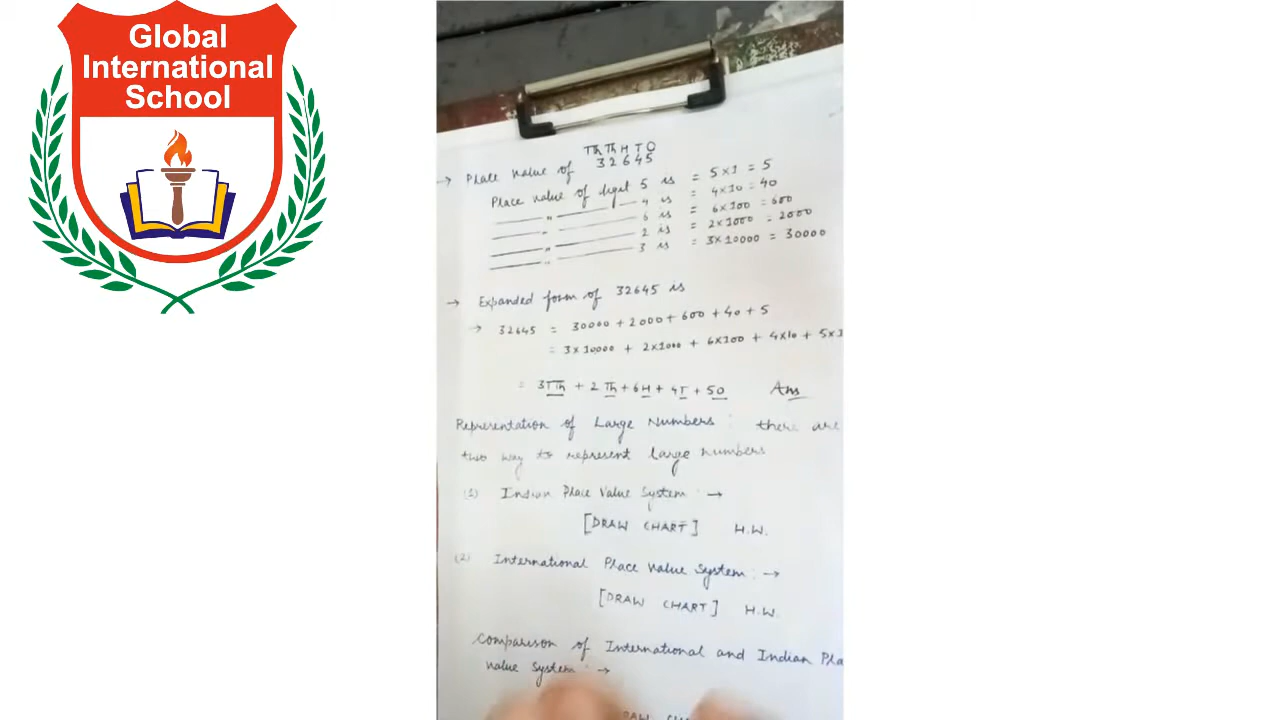 Global
International
School
TTh Th H T O
→ Place value of 32645
Place value of digit 5 is = 5×1 = 5
——— " ——— 4 is = 4×10 = 40
——— " ——— 6 is = 6×100 = 600
——— " ——— 2 is = 2×1000 = 2000
——— " ——— 3 is = 3×10000 = 30000
→ Expanded form of 32645 is
→ 32645 = 30000 + 2000 + 600 + 40 + 5
= 3×10000 + 2×1000 + 6×100 + 4×10 + 5×1
= 3TTh + 2Th + 6H + 4T + 5O Ans
Representation of Large Numbers : there are
two way to represent large numbers
(1) Indian Place Value System : →
[DRAW CHART] H.W.
(2) International Place Value System : →
[DRAW CHART] H.W.
Comparison of International and Indian Pla
value System : →